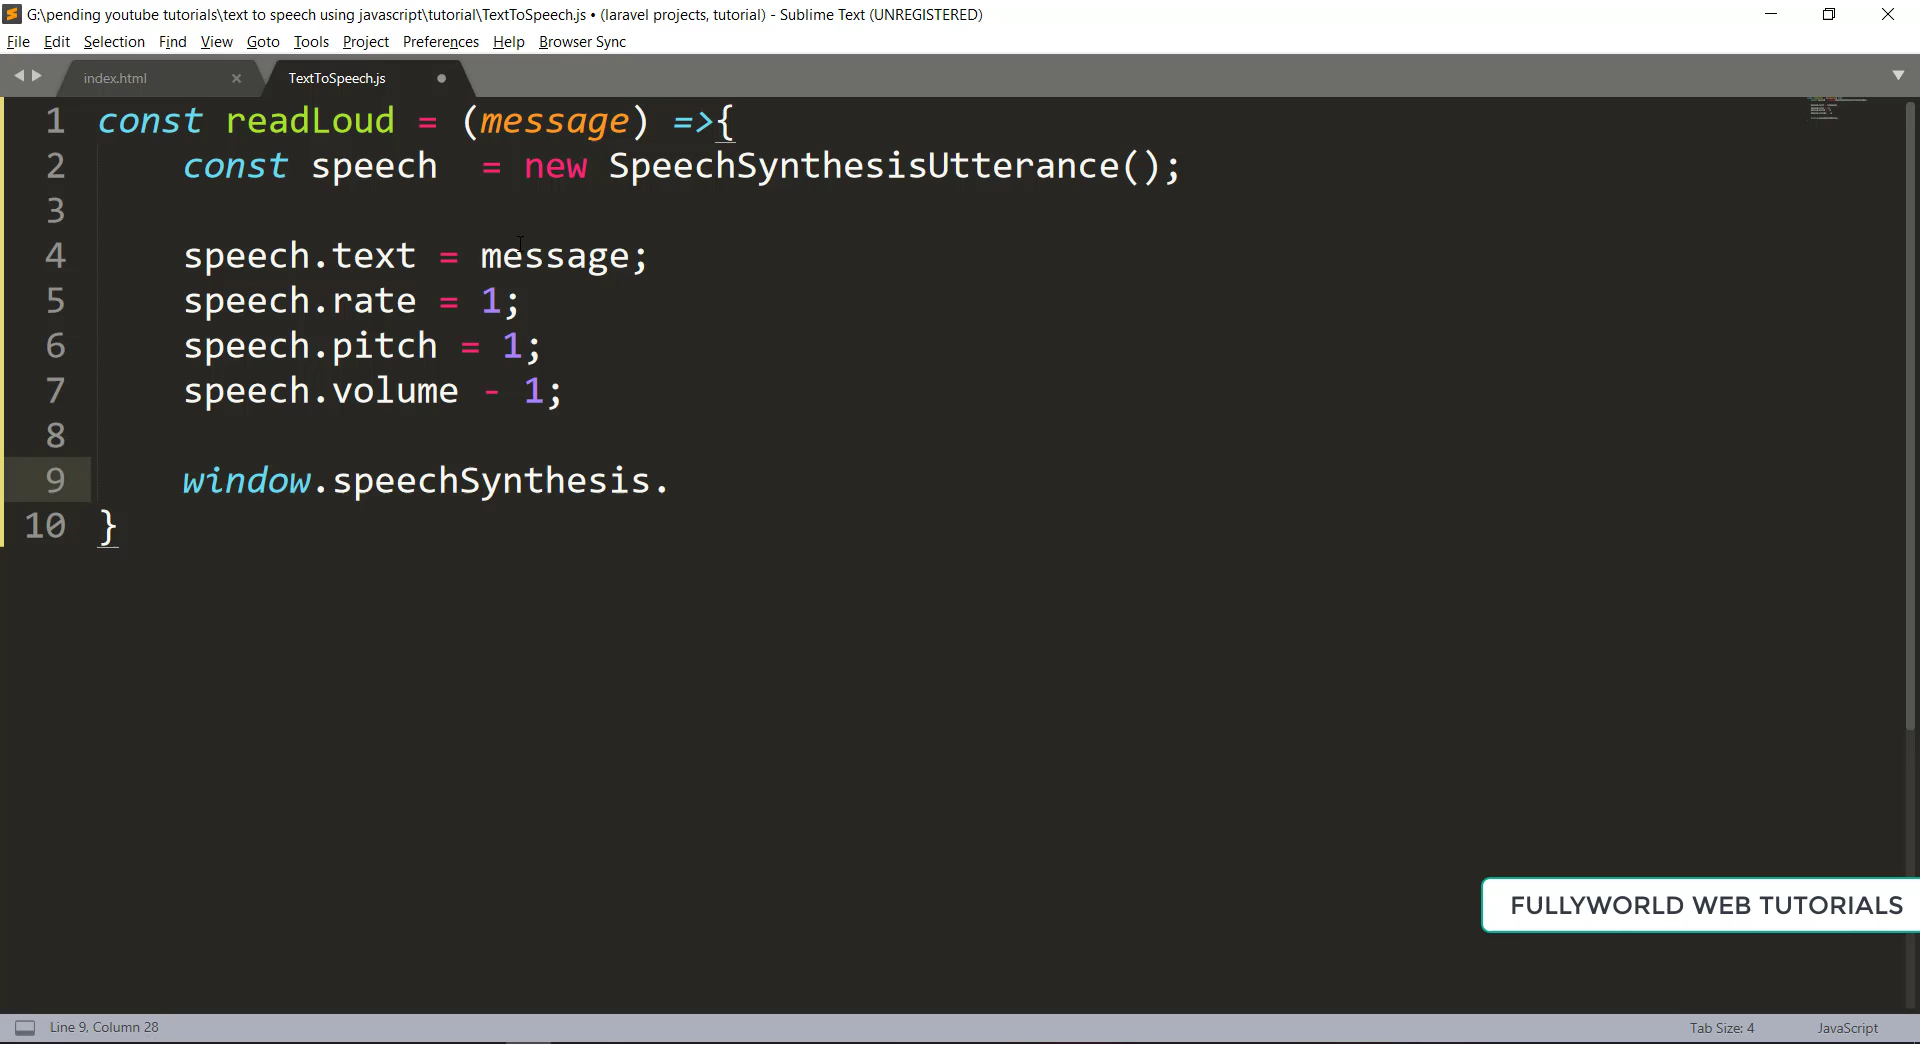 G:\pending youtube tutorials\text to speech using javascript\tutorial\TextToSpeech.js • (laravel projects, tutorial) - Sublime Text (UNREGISTERED)
File Edit Selection Find View Goto Tools Project Preferences Help Browser Sync
index.html TextToSpeech.js
1 const readLoud = (message) =>{
2 const speech  = new SpeechSynthesisUtterance();
3
4 speech.text = message;
5 speech.rate = 1;
6 speech.pitch = 1;
7 speech.volume - 1;
8
9 window.speechSynthesis.
10 }
FULLYWORLD WEB TUTORIALS
Line 9, Column 28 Tab Size: 4 JavaScript